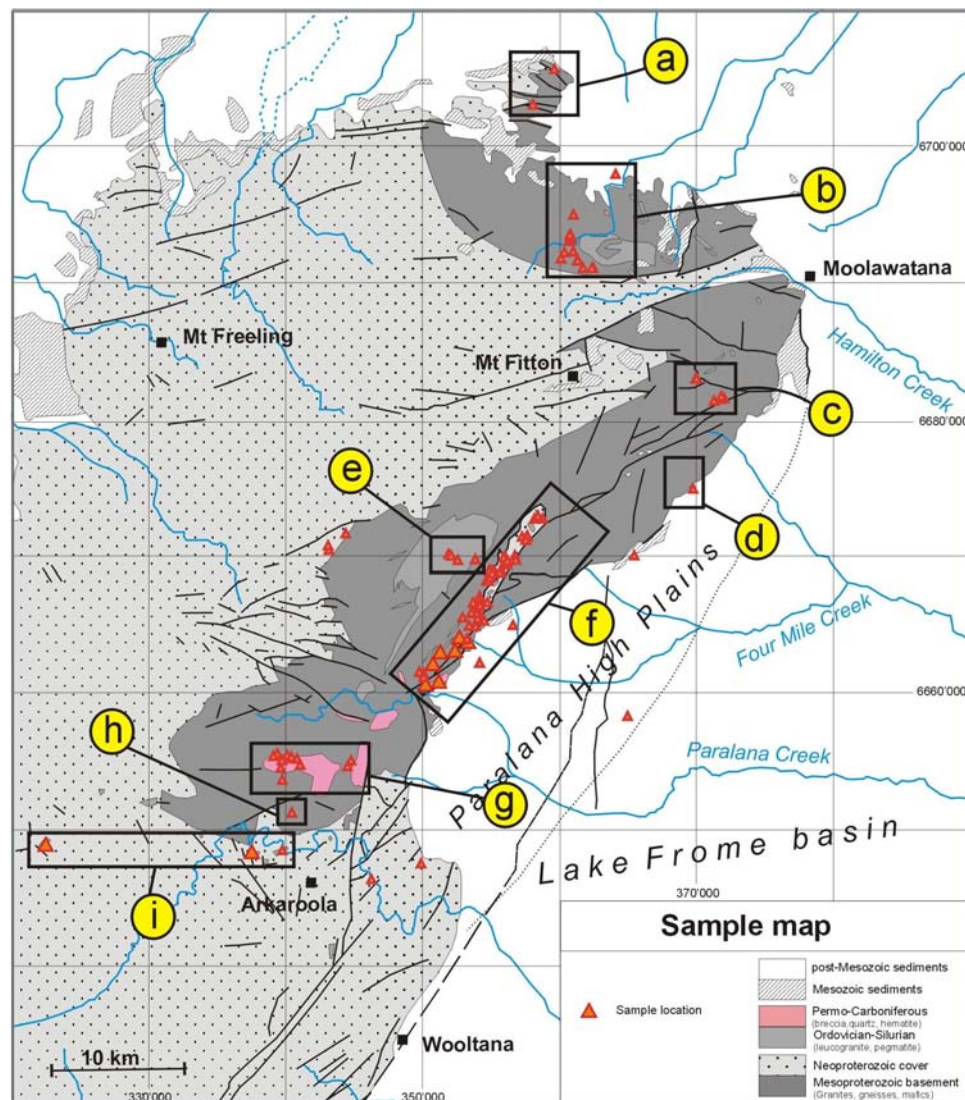 a
6'700'000
b
Moolawatana
Mt Freeling
Mt Fitton
Hamilton Creek
c
6680'000
e
d
f
Paralana High Plains
Four Mile Creek
6660'000
h
Paralana Creek
g
Lake Frome basin
370'000
Arkaroola
i
Sample map
post-Mesozoic sediments
Mesozoic sediments
Sample location
Permo-Carboniferous
(breccia,quartz, hematite)
Ordovician-Silurian
(leucogranite, pegmatite)
Wooltana
10 km
Neoproterozoic cover
Mesoproterozoic basement
(Granites, gneisses, mafics)
330'000
350'000